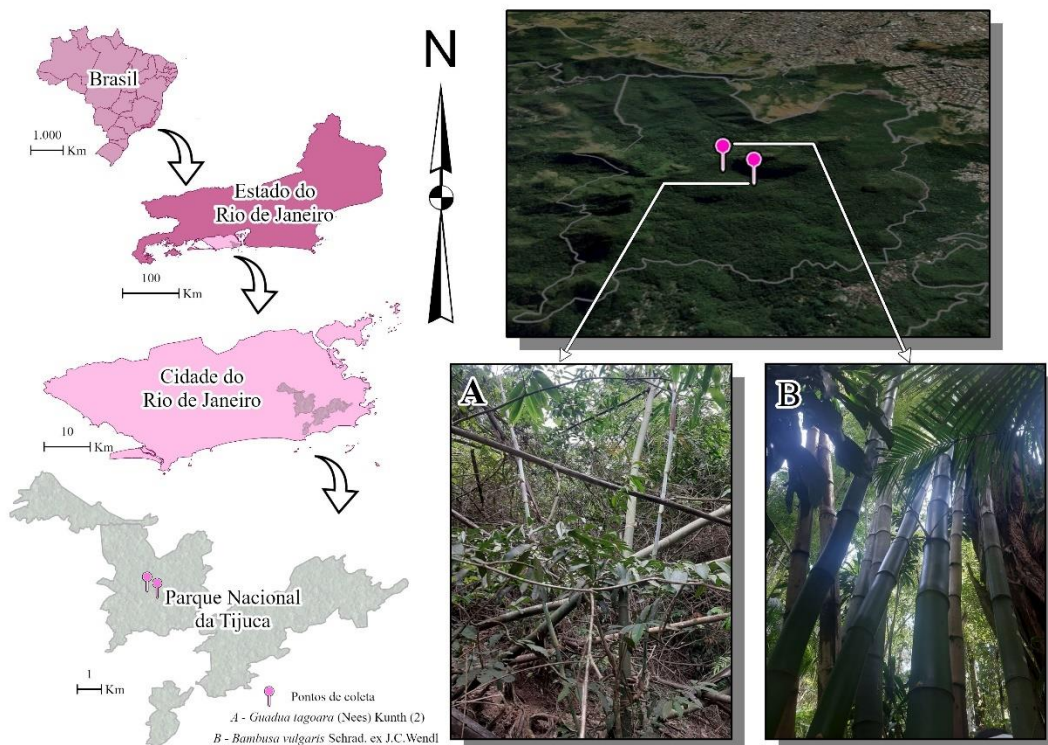 Brasil
1.000
Km
N
Estado do
Rio de Janeiro
100
Km
Cidade do
Rio de Janeiro
10
Km
Parque Nacional
da Tijuca
1
Km
Pontos de coleta
A - Guadua tagoara (Nees) Kunth (2)
B - Bambusa vulgaris Schrad. ex J.C.Wendl
A
B